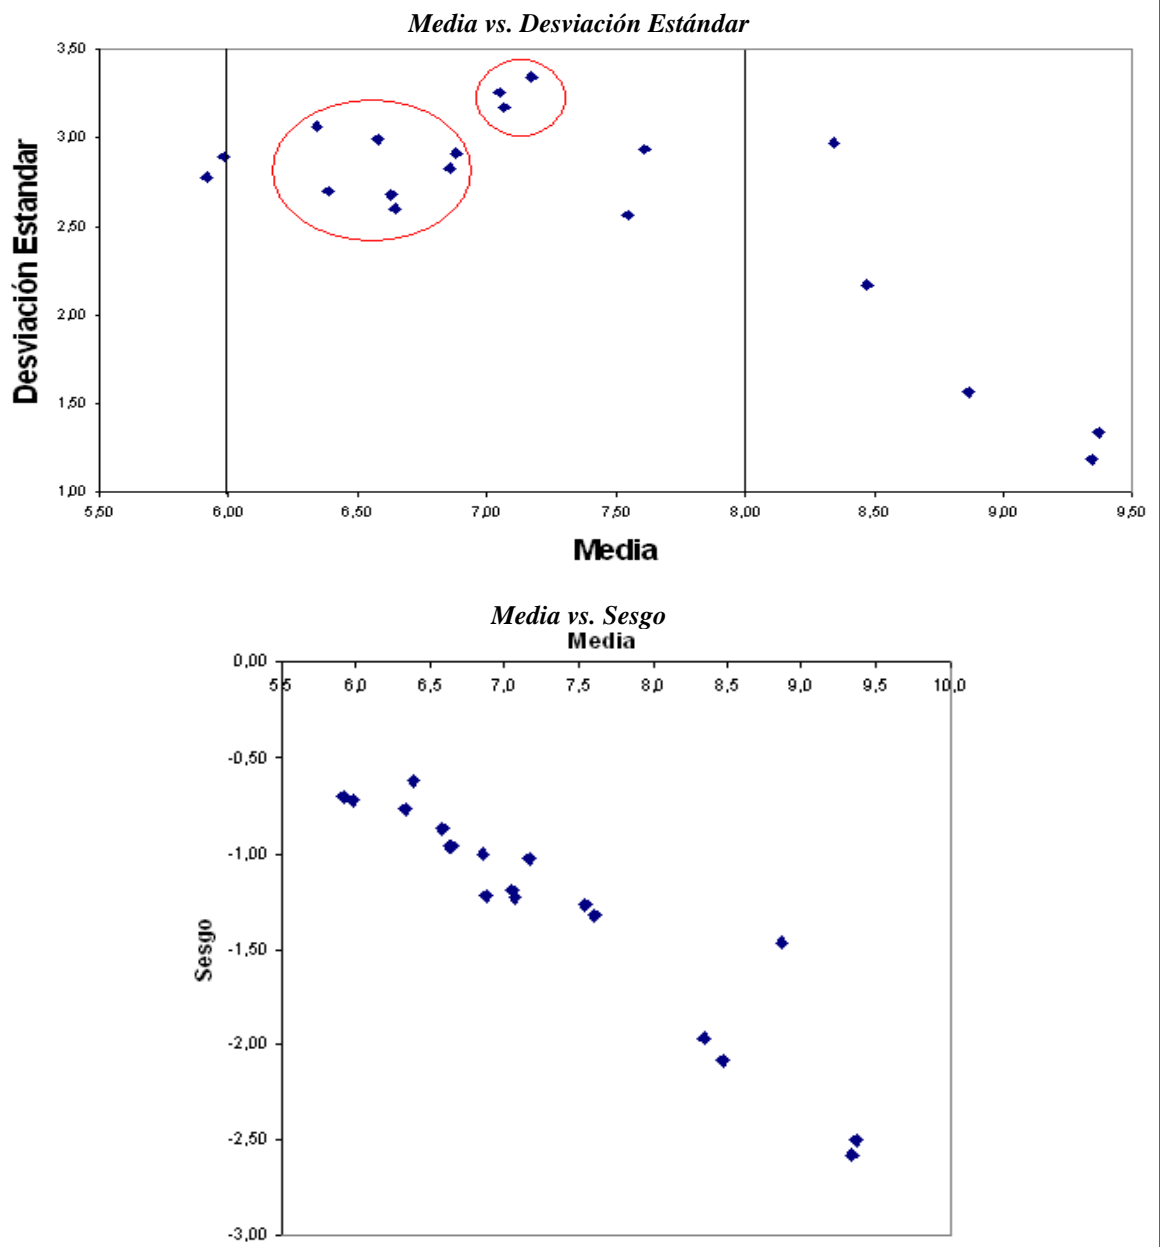 Media vs. Desviación Estándar
3,50
3,00
2,50
2,00
1,50
1,00
Desviación Estandar
5,50 6,00 6,50 7,00 7,50 8,00 8,50 9,00 9,50
Media
Media vs. Sesgo
Media
0,00
5,5 6,0 6,5 7,0 7,5 8,0 8,5 9,0 9,5 10,0
-0,50
-1,00
-1,50
-2,00
-2,50
-3,00
Sesgo